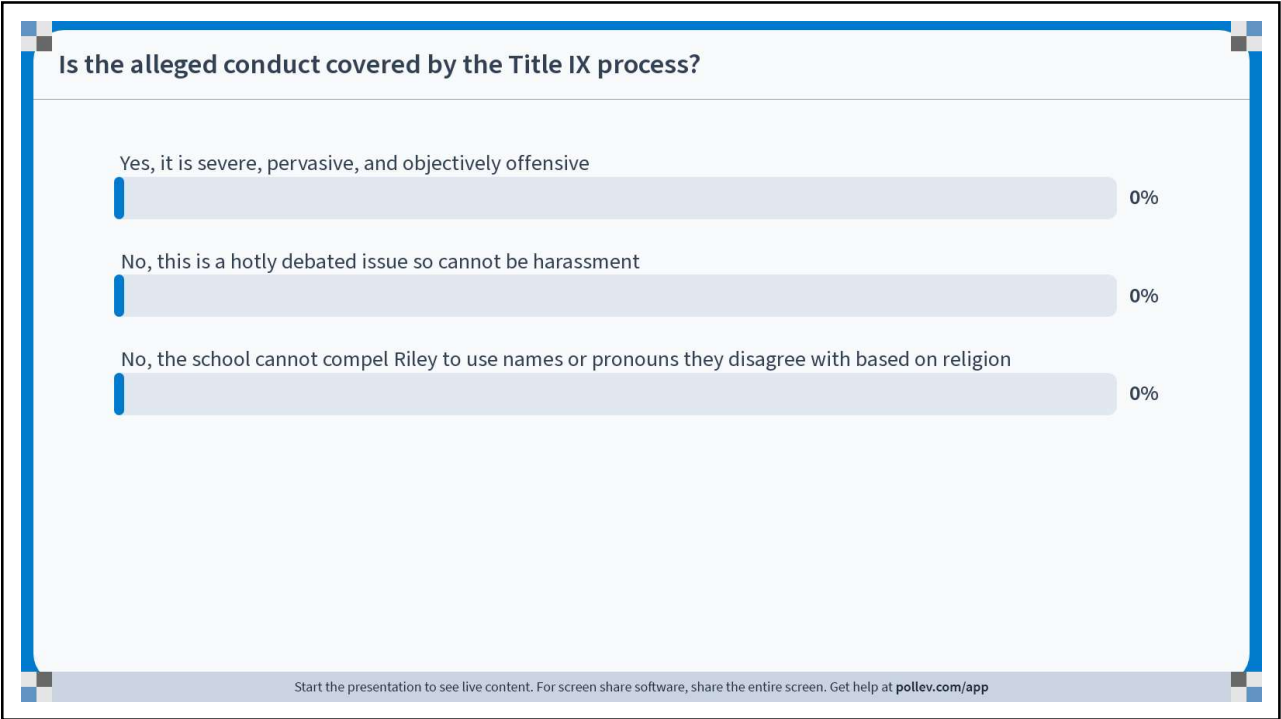 Is the alleged conduct covered by the Title IX process?
Yes, it is severe, pervasive, and objectively offensive
0%
No, this is a hotly debated issue so cannot be harassment
0%
No, the school cannot compel Riley to use names or pronouns they disagree with based on religion
0%
Start the presentation to see live content. For screen share software, share the entire screen. Get help at pollev.com/app